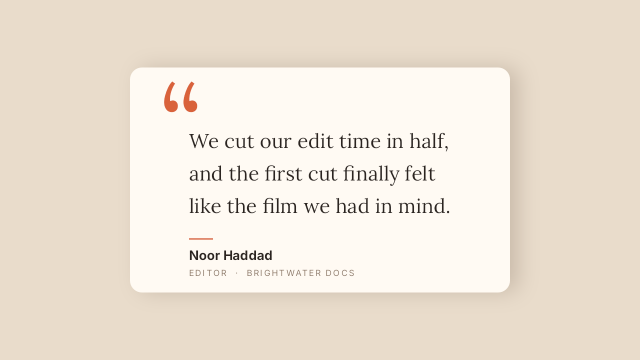 “
We cut our edit time in half,
and the first cut finally felt
like the film we had in mind.
Noor Haddad
EDITOR · BRIGHTWATER DOCS